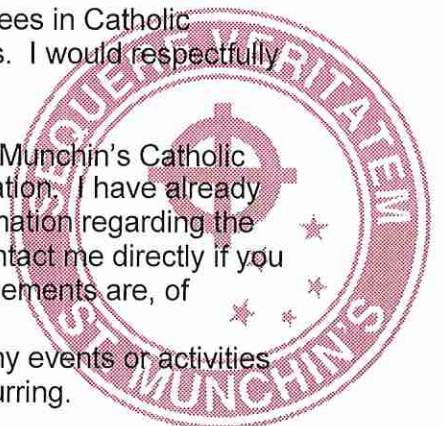 ees in Catholic
s. I would respectfully
Munchin's Catholic
ation. I have already
mation regarding the
ntact me directly if you
ements are, of
ny events or activities
urring.
SEQUERE VERITATEM
ST. MUNCHIN'S